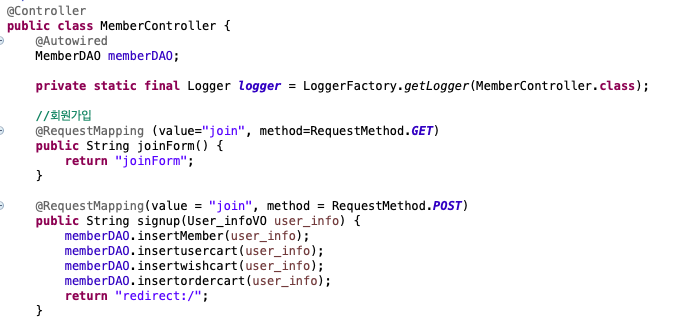 @Controller
public class MemberController {
    @Autowired
    MemberDAO memberDAO;

    private static final Logger logger = LoggerFactory.getLogger(MemberController.class);

    //회원가입
    @RequestMapping (value="join", method=RequestMethod.GET)
    public String joinForm() {
        return "joinForm";
    }

    @RequestMapping(value = "join", method = RequestMethod.POST)
    public String signup(User_infoVO user_info) {
        memberDAO.insertMember(user_info);
        memberDAO.insertusercart(user_info);
        memberDAO.insertwishcart(user_info);
        memberDAO.insertordercart(user_info);
        return "redirect:/";
    }